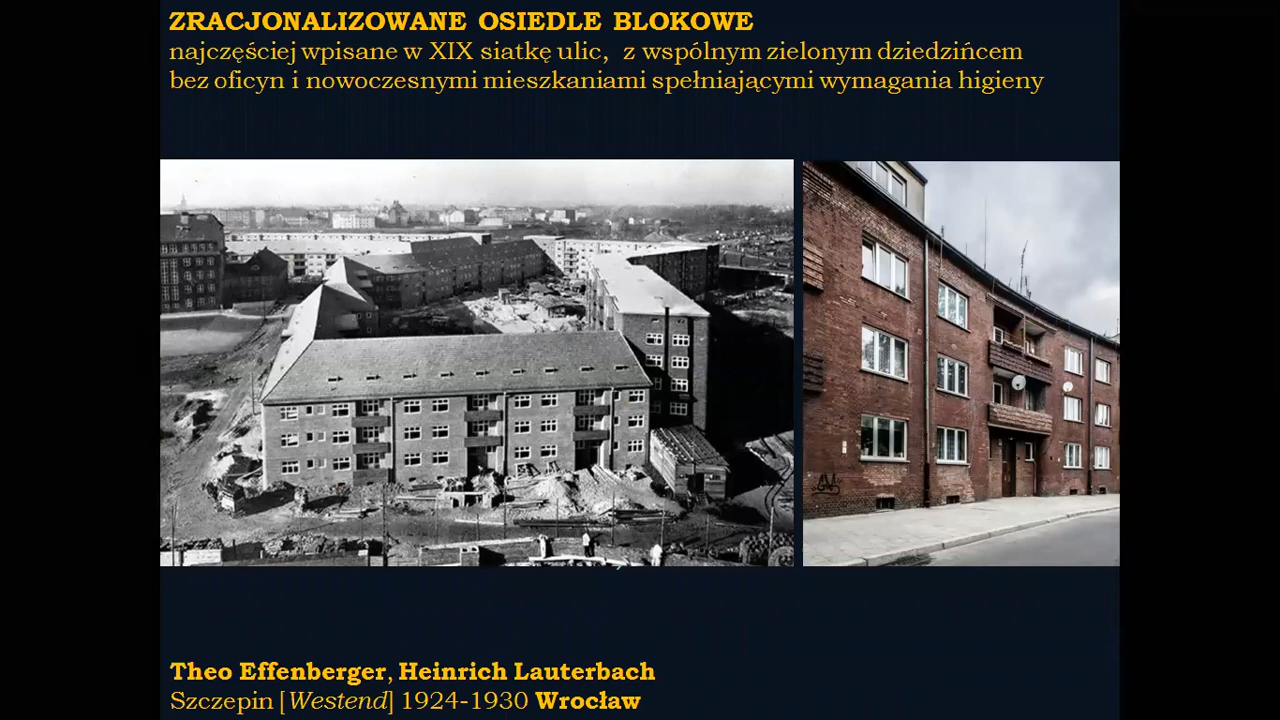 ZRACJONALIZOWANE OSIEDLE BLOKOWE
najczęściej wpisane w XIX siatkę ulic, z wspólnym zielonym dziedzińcem
bez oficyn i nowoczesnymi mieszkaniami spełniającymi wymagania higieny
Theo Effenberger, Heinrich Lauterbach
Szczepin [Westend] 1924-1930 Wrocław